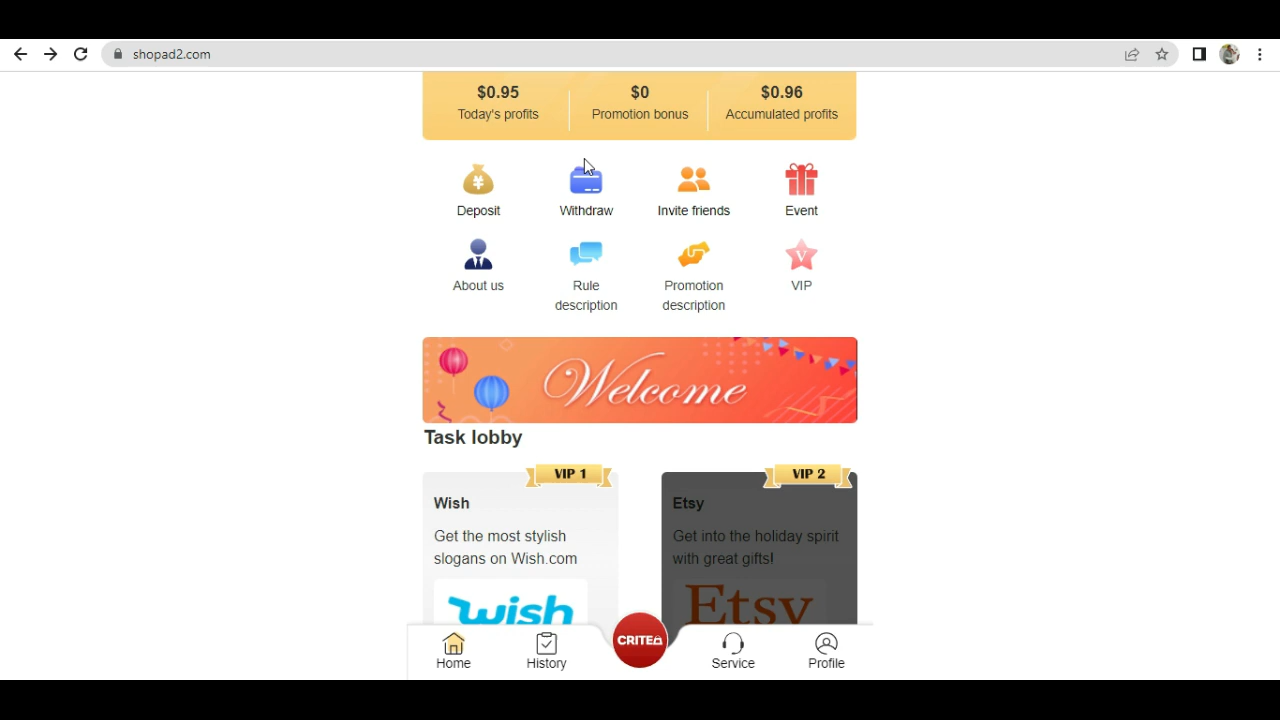 shopad2.com
$0.95 $0 $0.96
Today's profits Promotion bonus Accumulated profits
¥
Deposit Withdraw Invite friends Event
V
About us Rule description Promotion description VIP
Welcome
Task lobby
VIP 1 VIP 2
Wish
Get the most stylish
slogans on Wish.com
wish
Etsy
Get into the holiday spirit
with great gifts!
Etsy
CRITEO
Home History Service Profile